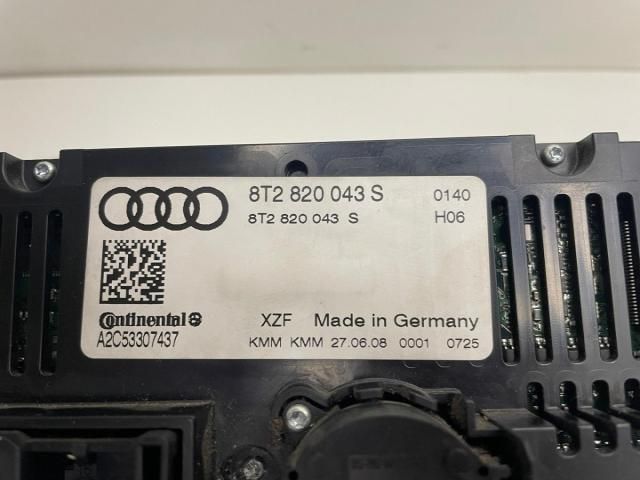 8T2 820 043 S 0140
8T2 820 043 S H06
Continental
XZF Made in Germany
A2C53307437
KMM KMM 27.06.08 0001 0725